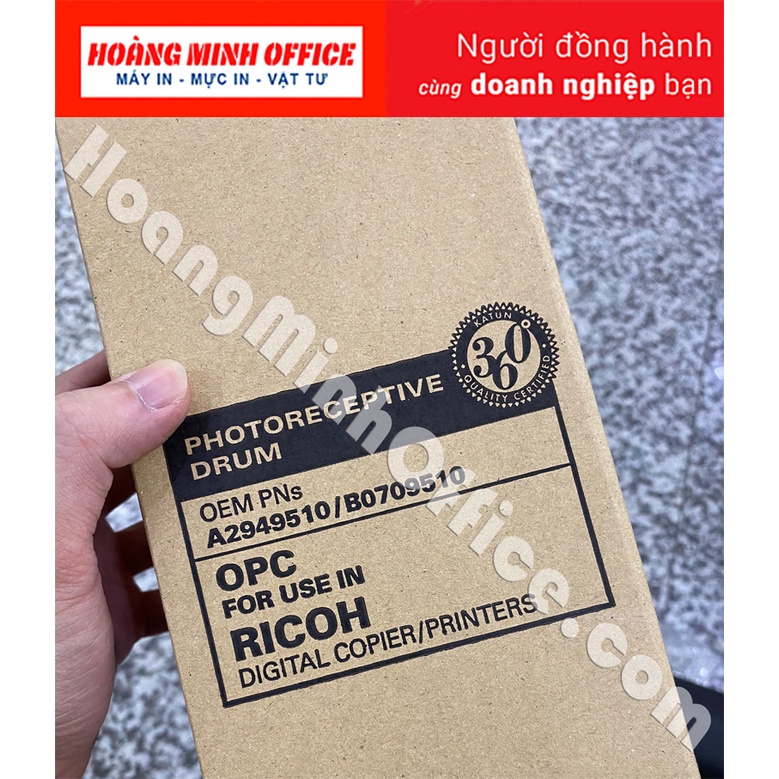 HOÀNG MINH OFFICE
MÁY IN - MỰC IN - VẬT TƯ
Người đồng hành
cùng doanh nghiệp bạn
HoangMinhOffice.com
KATUN
360°
QUALITY CERTIFIED
PHOTORECEPTIVE
DRUM
OEM PNs
A2949510/B0709510
OPC
FOR USE IN
RICOH
DIGITAL COPIER/PRINTERS